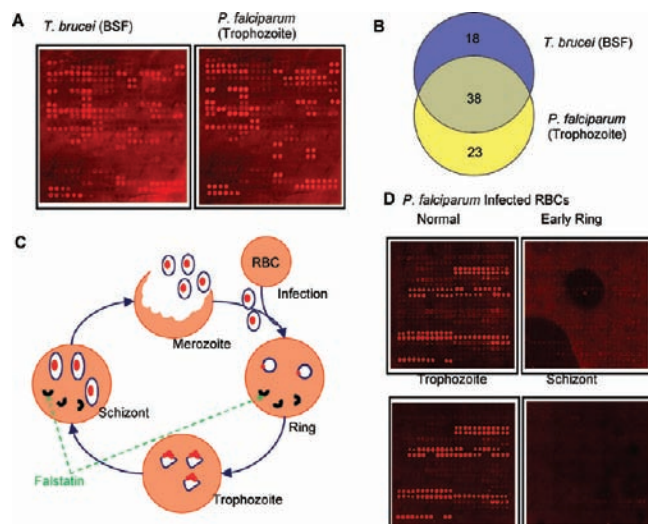 A
T. brucei (BSF)
P. falciparum
(Trophozoite)
B
18
T. brucei (BSF)
38
P. falciparum
(Trophozoite)
23
C
RBC
Infection
Merozoite
Schizont
Ring
Falstatin
Trophozoite
D P. falciparum Infected RBCs
Normal Early Ring
Trophozoite Schizont